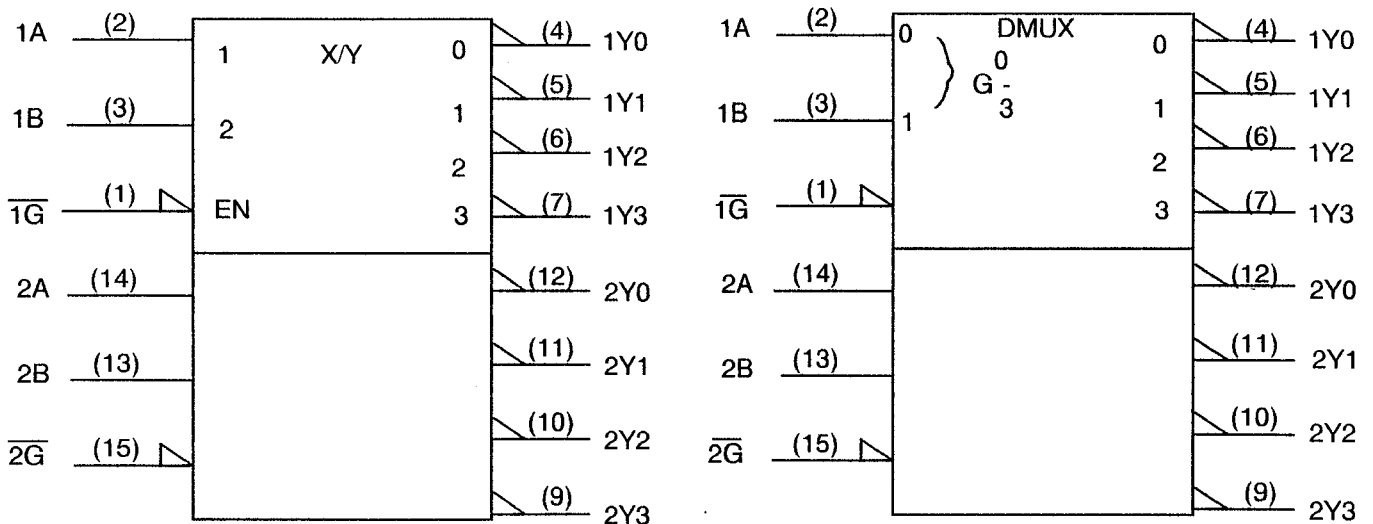 1A (2) 1 X/Y 0 (4) 1Y0
1 (5) 1Y1
1B (3) 2 (6) 1Y2
2
1G (1) EN 3 (7) 1Y3
2A (14) (12) 2Y0
2B (13) (11) 2Y1
2G (15) (10) 2Y2
(9) 2Y3
1A (2) 0 DMUX 0 (4) 1Y0
G 0 - 3
1 (5) 1Y1
1B (3) 1 (6) 1Y2
2
1G (1) 3 (7) 1Y3
2A (14) (12) 2Y0
2B (13) (11) 2Y1
2G (15) (10) 2Y2
(9) 2Y3